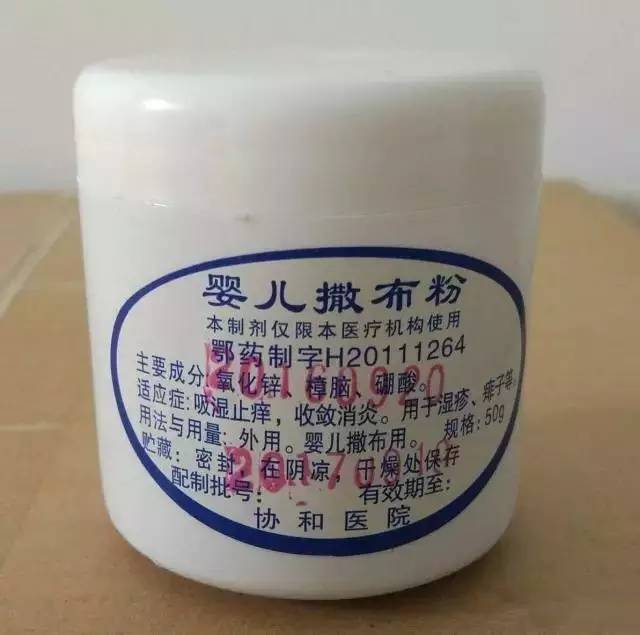 婴儿撒布粉
本制剂仅限本医疗机构使用
鄂药制字H20111264
主要成分:氧化锌、樟脑、硼酸。
20160920
适应症:吸湿止痒,收敛消炎。用于湿疹、痱子等。
用法与用量:外用。婴儿撒布用。 规格:50g
贮藏:密封,在阴凉,干燥处保存
2017091
配制批号: 有效期至:
协和医院